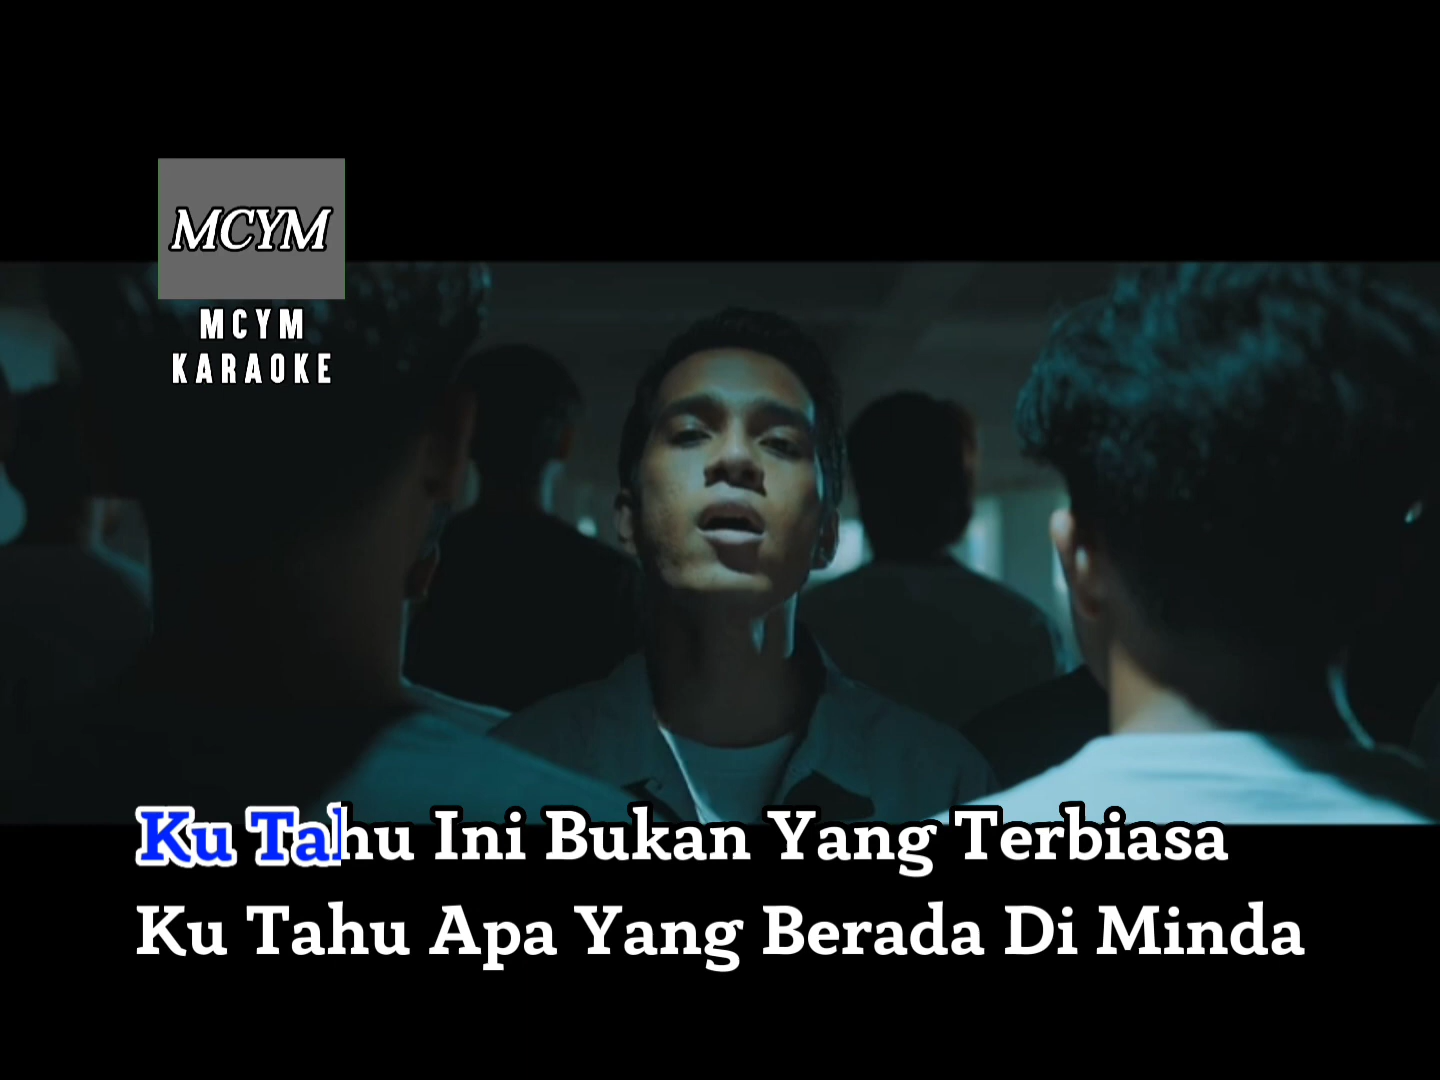 MCYM
MCYM
KARAOKE
Ku Tahu Ini Bukan Yang Terbiasa
Ku Tahu Apa Yang Berada Di Minda